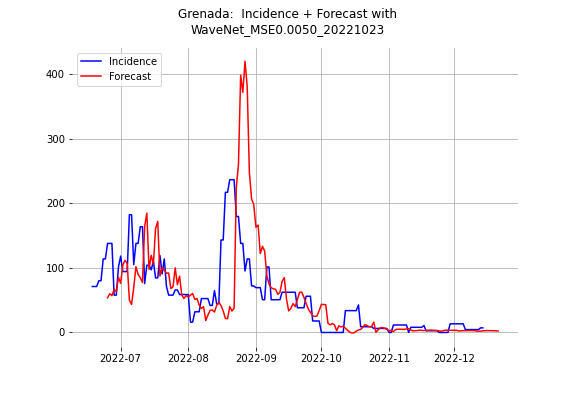 Grenada:  Incidence + Forecast with
WaveNet_MSE0.0050_20221023
Incidence
Forecast
400
300
200
100
0
2022-07 2022-08 2022-09 2022-10 2022-11 2022-12